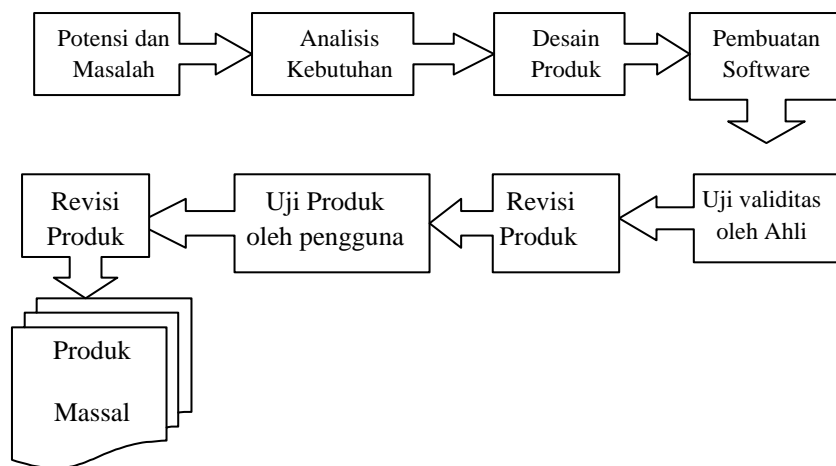 Potensi dan
Masalah
Analisis
Kebutuhan
Desain
Produk
Pembuatan
Software
Uji validitas
oleh Ahli
Revisi
Produk
Uji Produk
oleh pengguna
Revisi
Produk
Produk
Massal